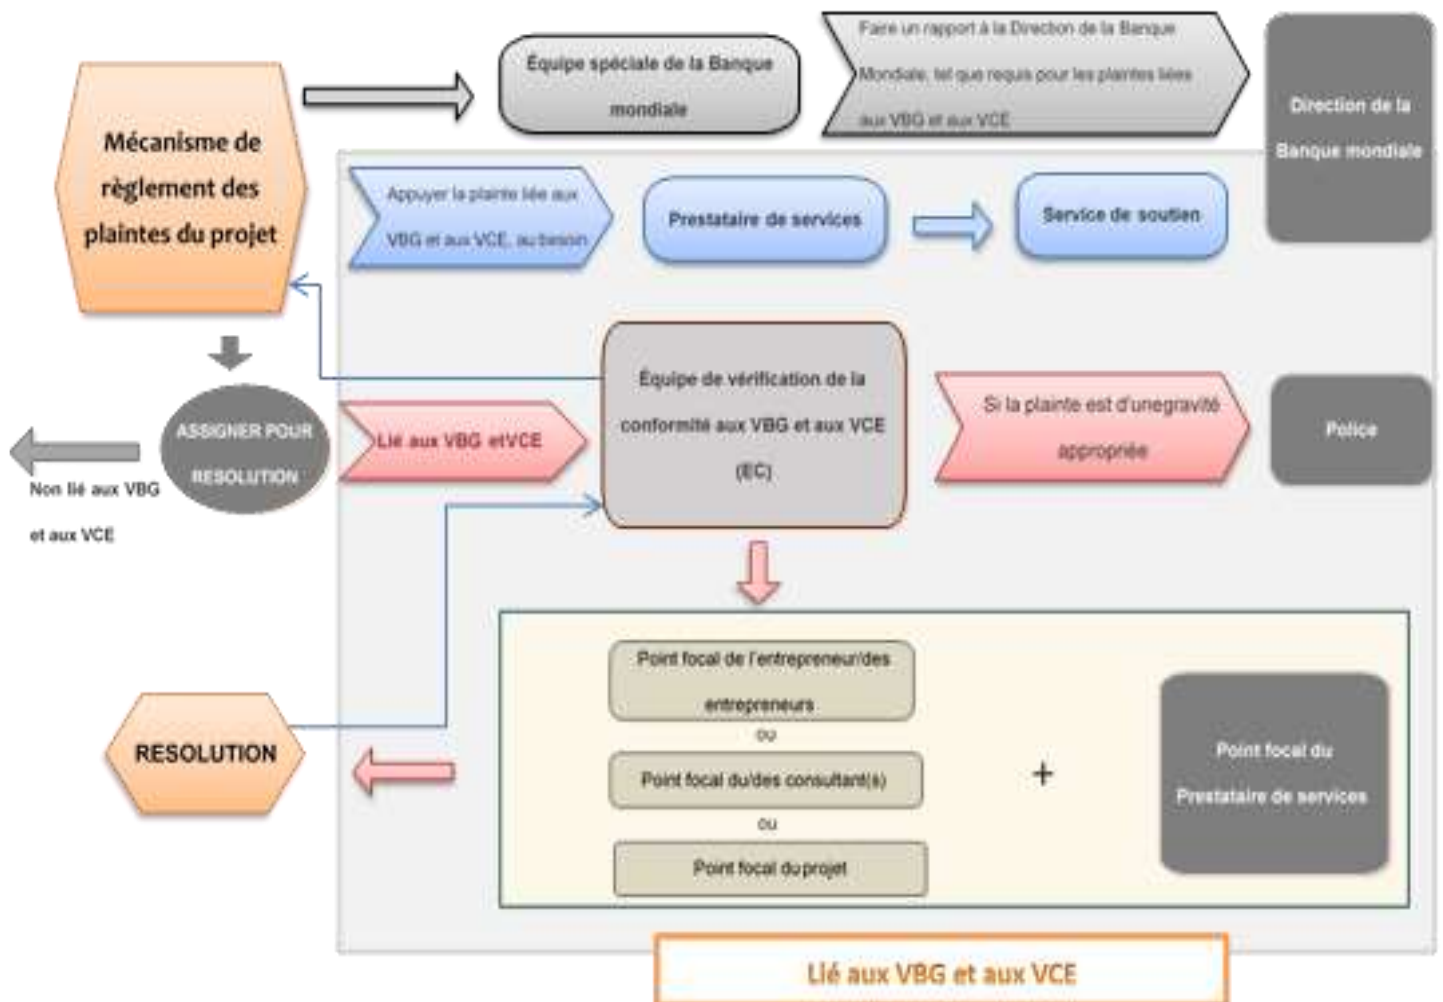 Équipe spéciale de la Banque
mondiale
Faire un rapport à la Direction de la Banque
Mondiale, tel que requis pour les plaintes liées
aux VBG et aux VCE
Direction de la
Banque mondiale
Mécanisme de
règlement des
plaintes du projet
Appuyer la plainte liée aux
VBG et aux VCE, au besoin
Prestataire de services
Service de soutien
Équipe de vérification de la
conformité aux VBG et aux VCE
(EC)
ASSIGNER POUR
RESOLUTION
Lié aux VBG etVCE
Si la plainte est d'unegravité
appropriée
Police
Non lié aux VBG
et aux VCE
Point focal de l'entrepreneur/des
entrepreneurs
ou
Point focal du/des consultant(s)
ou
Point focal du projet
+
Point focal du
Prestataire de services
RESOLUTION
Lié aux VBG et aux VCE